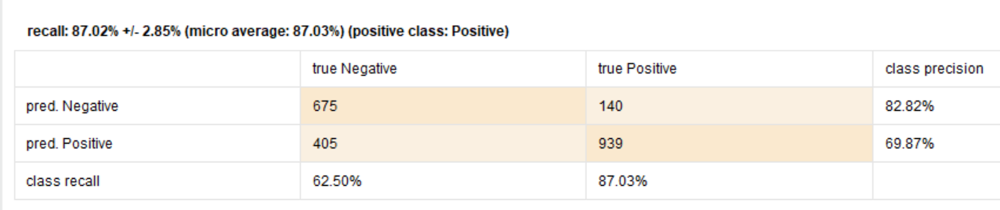 recall: 87.02% +/- 2.85% (micro average: 87.03%) (positive class: Positive)
true Negative true Positive class precision
pred. Negative 675 140 82.82%
pred. Positive 405 939 69.87%
class recall 62.50% 87.03%